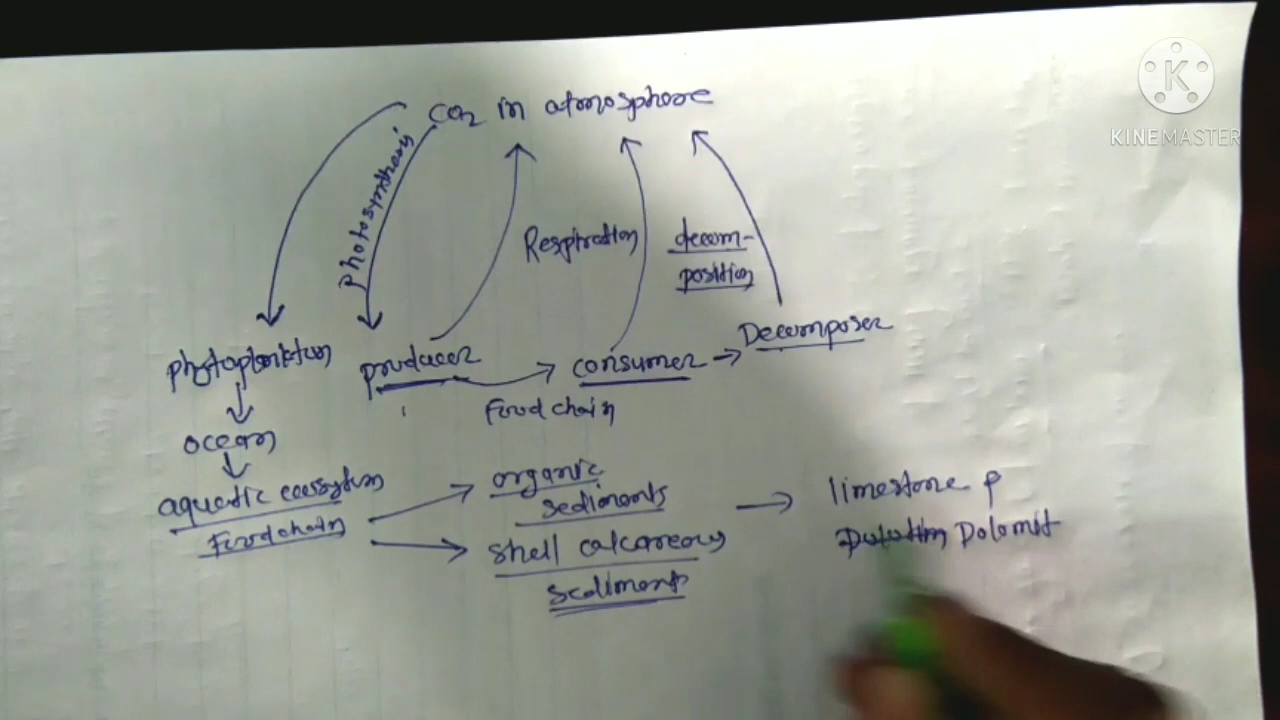 CO2 in atmosphere
K
KINEMASTER
photosynthesis
Respiration
decom-
position
phytoplankton
producer
consumer
Decomposer
Food chain
ocean
aquatic ecosystem
Food chain
organic
sediments
shell calcareous
sediments
limestone
Dolomit